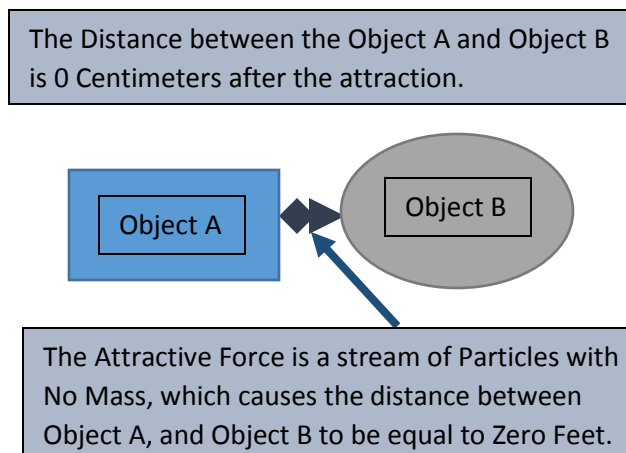 The Distance between the Object A and Object B
is 0 Centimeters after the attraction.
Object A
Object B
The Attractive Force is a stream of Particles with
No Mass, which causes the distance between
Object A, and Object B to be equal to Zero Feet.